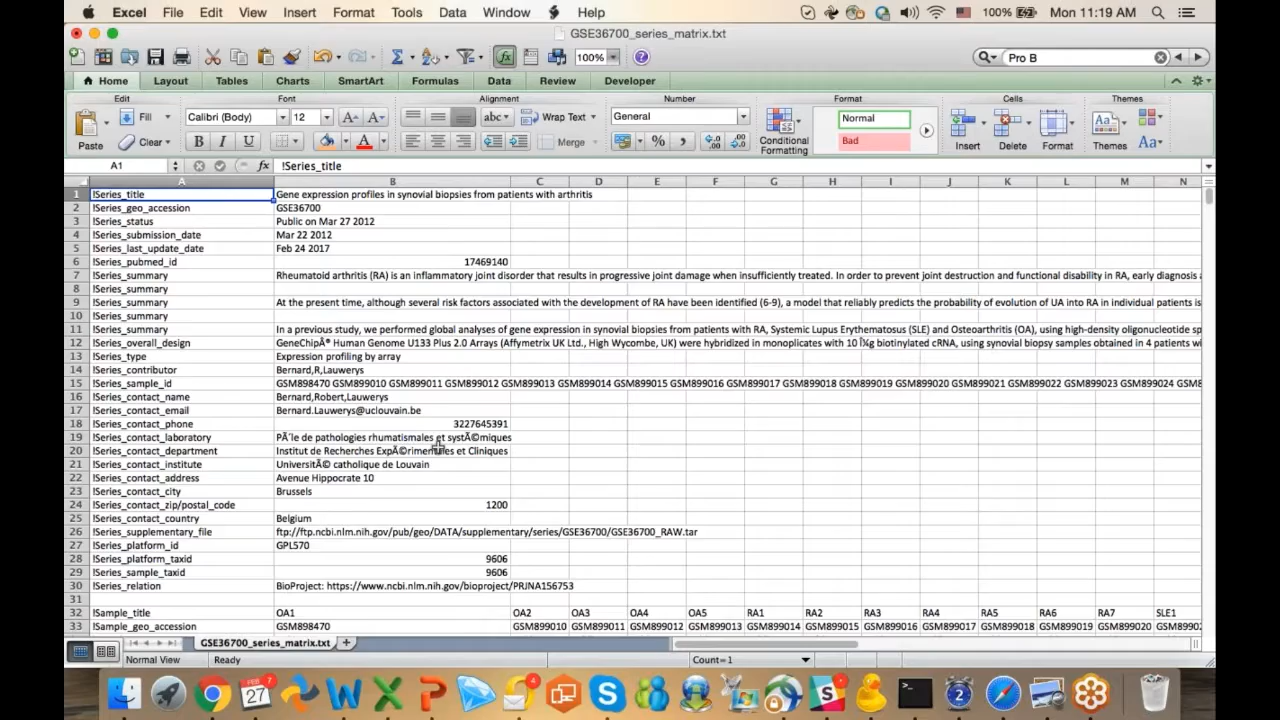 Excel File Edit View Insert Format Tools Data Window Help 100% Mon 11:19 AM
GSE36700_series_matrix.txt
100% Pro B
Home Layout Tables Charts SmartArt Formulas Data Review Developer
Edit Font Alignment Number Format Cells Themes
Fill Calibri (Body) 12 A A abc Wrap Text General Normal
Paste Clear B I U A Merge % Conditional Formatting Bad Insert Delete Format Themes Aa
A1 fx !Series_title
A B C D E F G H I J K L M N
1 !Series_title Gene expression profiles in synovial biopsies from patients with arthritis
2 !Series_geo_accession GSE36700
3 !Series_status Public on Mar 27 2012
4 !Series_submission_date Mar 22 2012
5 !Series_last_update_date Feb 24 2017
6 !Series_pubmed_id 17469140
7 !Series_summary Rheumatoid arthritis (RA) is an inflammatory joint disorder that results in progressive joint damage when insufficiently treated. In order to prevent joint destruction and functional disability in RA, early diagnosis a
8 !Series_summary
9 !Series_summary At the present time, although several risk factors associated with the development of RA have been identified (6-9), a model that reliably predicts the probability of evolution of UA into RA in individual patients is
10 !Series_summary
11 !Series_summary In a previous study, we performed global analyses of gene expression in synovial biopsies from patients with RA, Systemic Lupus Erythematosus (SLE) and Osteoarthritis (OA), using high-density oligonucleotide sp
12 !Series_overall_design GeneChipÂ® Human Genome U133 Plus 2.0 Arrays (Affymetrix UK Ltd., High Wycombe, UK) were hybridized in monoplicates with 10 Î¼g biotinylated cRNA, using synovial biopsy samples obtained in 4 patients wi
13 !Series_type Expression profiling by array
14 !Series_contributor Bernard,R,Lauwerys
15 !Series_sample_id GSM898470 GSM899010 GSM899011 GSM899012 GSM899013 GSM899014 GSM899015 GSM899016 GSM899017 GSM899018 GSM899019 GSM899020 GSM899021 GSM899022 GSM899023 GSM899024 GSM8
16 !Series_contact_name Bernard,Robert,Lauwerys
17 !Series_contact_email Bernard.Lauwerys@uclouvain.be
18 !Series_contact_phone 3227645391
19 !Series_contact_laboratory PÃ´le de pathologies rhumatismales et systÃ©miques
20 !Series_contact_department Institut de Recherches ExpÃ©rimentales et Cliniques
21 !Series_contact_institute UniversitÃ© catholique de Louvain
22 !Series_contact_address Avenue Hippocrate 10
23 !Series_contact_city Brussels
24 !Series_contact_zip/postal_code 1200
25 !Series_contact_country Belgium
26 !Series_supplementary_file ftp://ftp.ncbi.nlm.nih.gov/pub/geo/DATA/supplementary/series/GSE36700/GSE36700_RAW.tar
27 !Series_platform_id GPL570
28 !Series_platform_taxid 9606
29 !Series_sample_taxid 9606
30 !Series_relation BioProject: https://www.ncbi.nlm.nih.gov/bioproject/PRJNA156753
31
32 !Sample_title OA1 OA2 OA3 OA4 OA5 RA1 RA2 RA3 RA4 RA5 RA6 RA7 SLE1
33 !Sample_geo_accession GSM898470 GSM899010 GSM899011 GSM899012 GSM899013 GSM899014 GSM899015 GSM899016 GSM899017 GSM899018 GSM899019 GSM899020 GSM89902
GSE36700_series_matrix.txt +
Normal View Ready Count=1
FEB 7 27 W X P 4 S 2